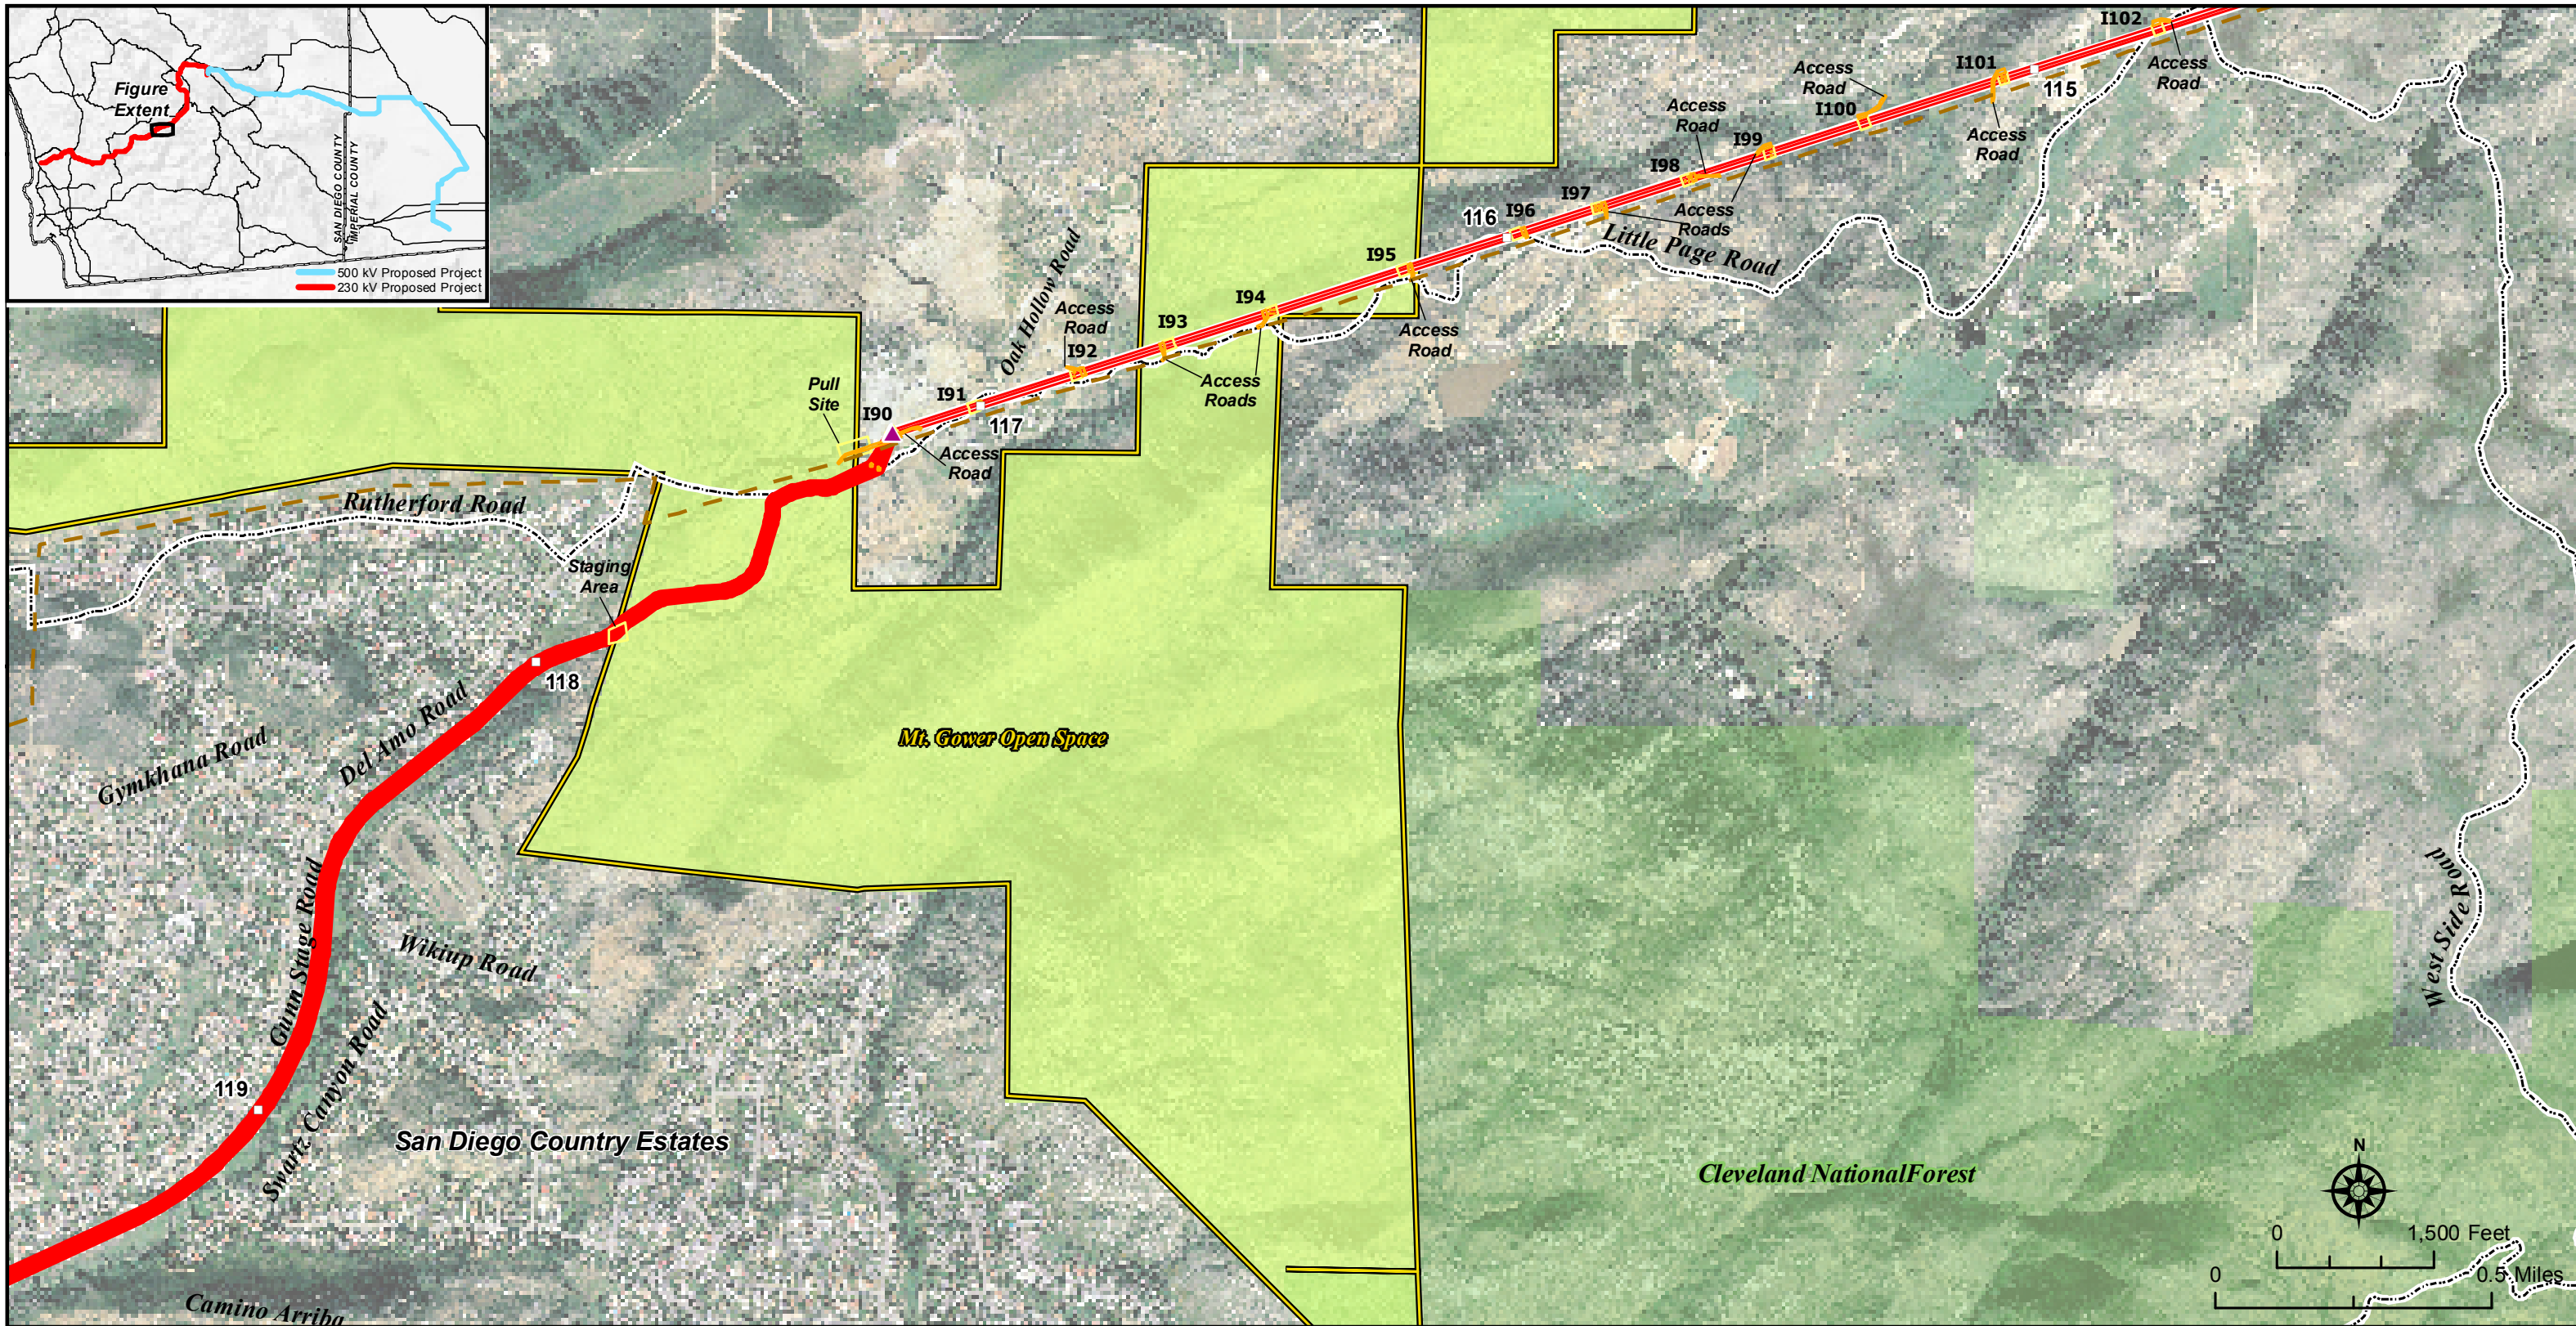 Figure
Extent
SAN DIEGO COUNTY
IMPERIAL COUNTY
500 kV Proposed Project
230 kV Proposed Project
I102
Access
Road
I101
115
Access
Road
Access
Road
I100
Access
Road
I99
I98
Access
Roads
I97
116
I96
Little Page Road
I95
Access
Road
I94
I93
Access
Roads
Oak Hollow Road
Access
Road
I92
I91
117
Pull
Site
I90
Access
Road
Rutherford Road
Staging
Area
118
Del Amo Road
Gymkhana Road
Mt. Gower Open Space
Gunn Stage Road
Wikiup Road
West Side Road
Swartz Canyon Road
119
San Diego Country Estates
Cleveland NationalForest
Camino Arriba
N
0
1,500 Feet
0
0.5 Miles